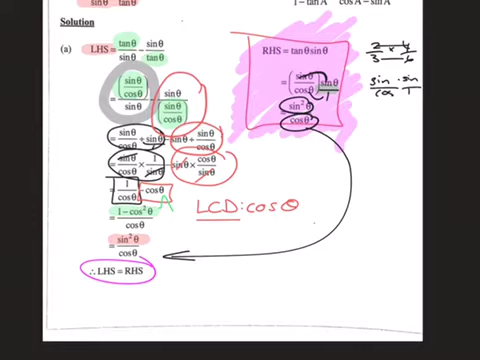 sinθ tanθ
1 − tanA cosA − sinA
Solution
(a) LHS = tanθ/sinθ − sinθ/tanθ
= (sinθ/cosθ)/sinθ − sinθ/(sinθ/cosθ)
= sinθ/cosθ ÷ sinθ − sinθ ÷ sinθ/cosθ
= sinθ/cosθ × 1/sinθ − sinθ × cosθ/sinθ
= 1/cosθ − cosθ
= 1−cos²θ/cosθ
= sin²θ/cosθ
∴ LHS = RHS
RHS = tanθ sinθ
= (sinθ/cosθ) sinθ/1
= sin²θ/cosθ
LCD: cos θ
sin/cos · sin/1